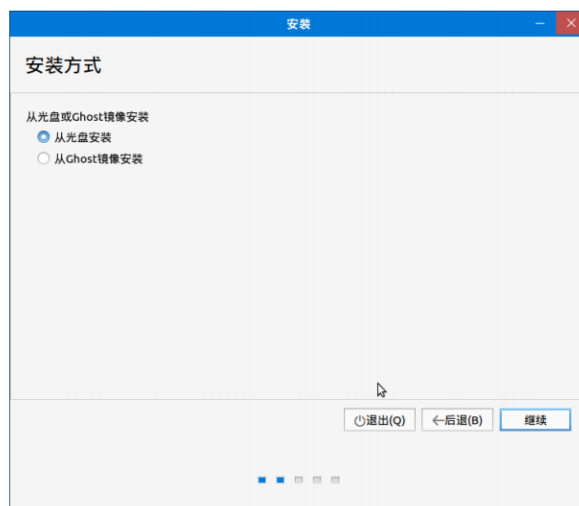 安装
安装方式
从光盘或Ghost镜像安装
从光盘安装
从Ghost镜像安装
退出(Q) 后退(B) 继续